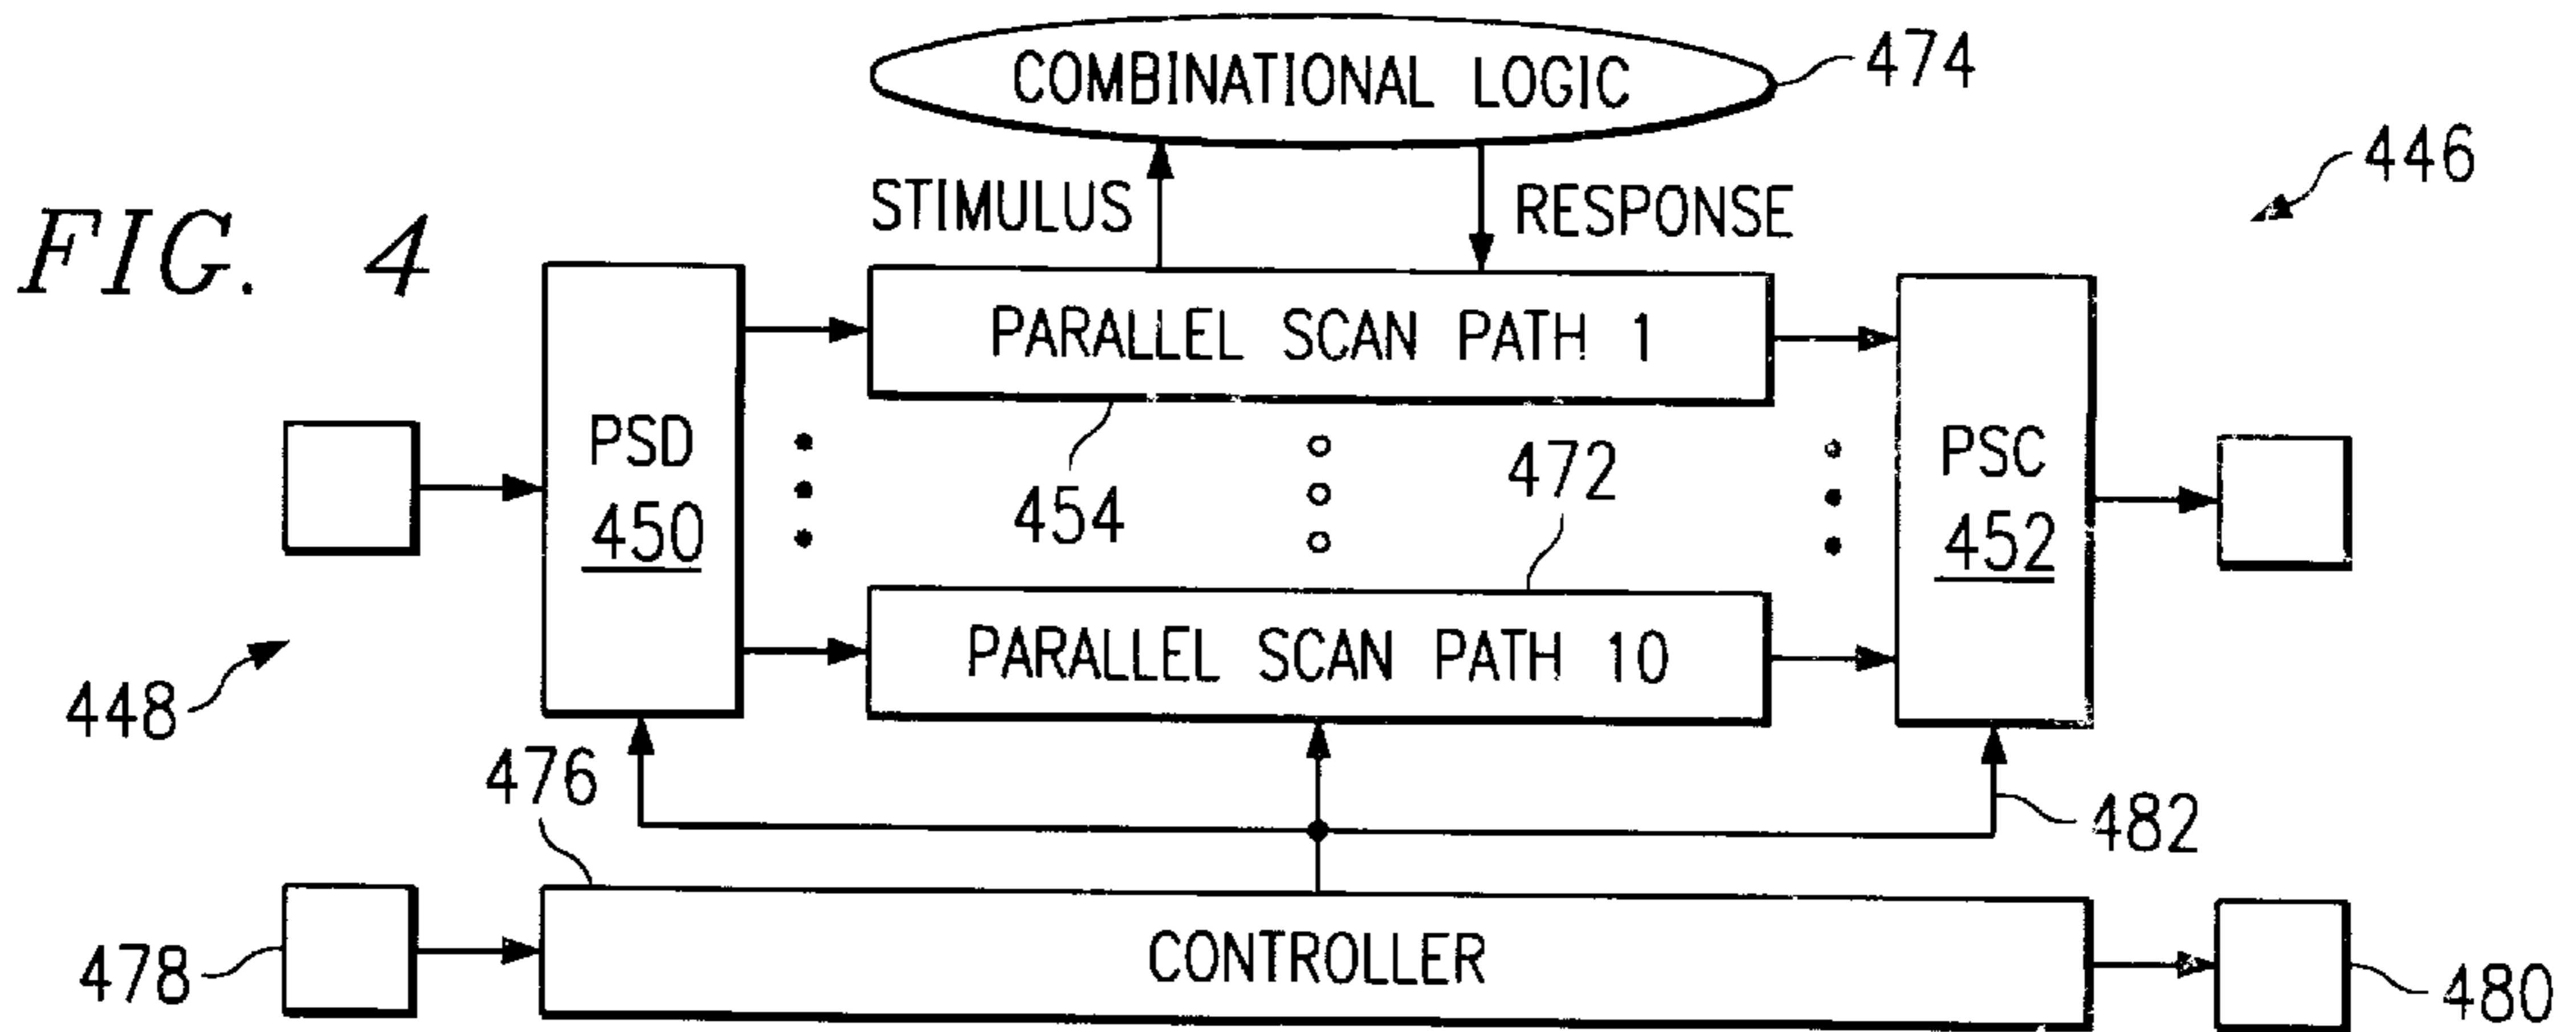 COMBINATIONAL LOGIC
474
446
STIMULUS
RESPONSE
FIG. 4
PARALLEL SCAN PATH 1
PSD
450
PSC
452
454
472
PARALLEL SCAN PATH 10
448
476
482
CONTROLLER
478
480